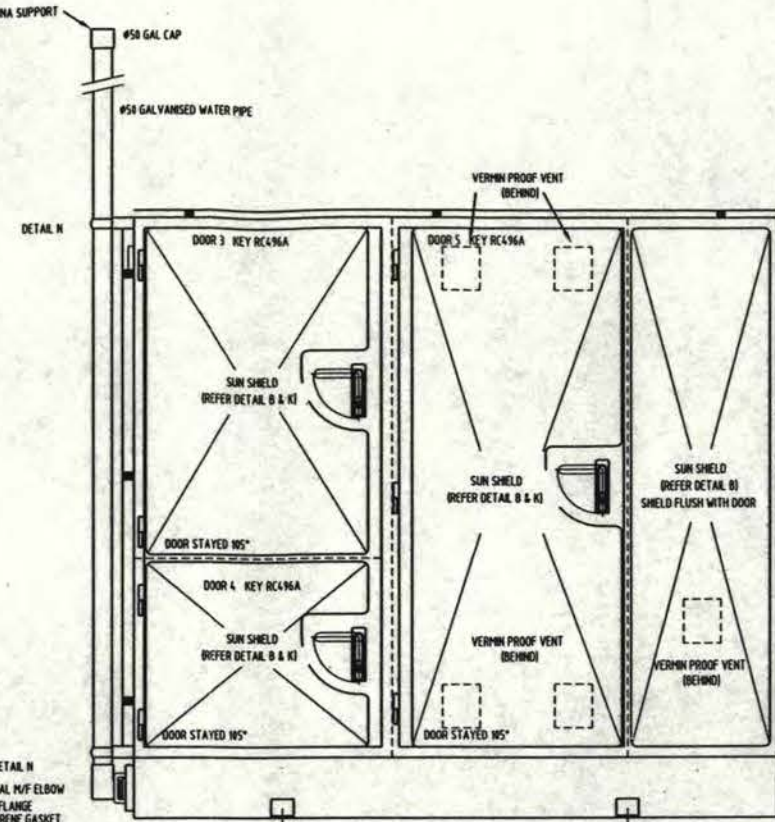 NA SUPPORT
ø50 GAL CAP
ø50 GALVANISED WATER PIPE
VERMIN PROOF VENT
(BEHIND)
DETAIL N
DOOR 3 KEY RC496A
DOOR 5 KEY RC496A
SUN SHIELD
(REFER DETAIL B & K)
SUN SHIELD
(REFER DETAIL B & K)
SUN SHIELD
(REFER DETAIL B)
SHIELD FLUSH WITH DOOR
DOOR STAYED 105°
DOOR 4 KEY RC496A
SUN SHIELD
(REFER DETAIL B & K)
VERMIN PROOF VENT
(BEHIND)
VERMIN PROOF VENT
(BEHIND)
DOOR STAYED 105°
DOOR STAYED 105°
ETAIL N
AL M/F ELBOW
FLANGE
RENE GASKET